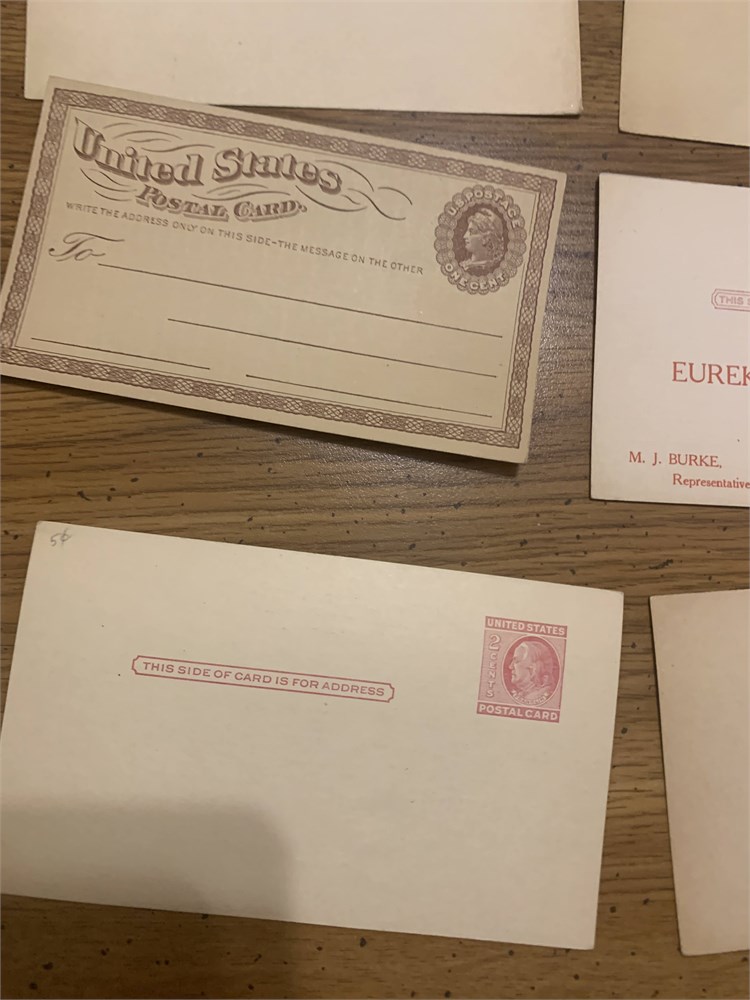 United States
POSTAL CARD.
WRITE THE ADDRESS ONLY ON THIS SIDE-THE MESSAGE ON THE OTHER
To
U.S. POSTAGE
ONE CENT
THIS
EUREK
M. J. BURKE,
Representative
5¢
THIS SIDE OF CARD IS FOR ADDRESS
UNITED STATES
2 CENTS
POSTAL CARD